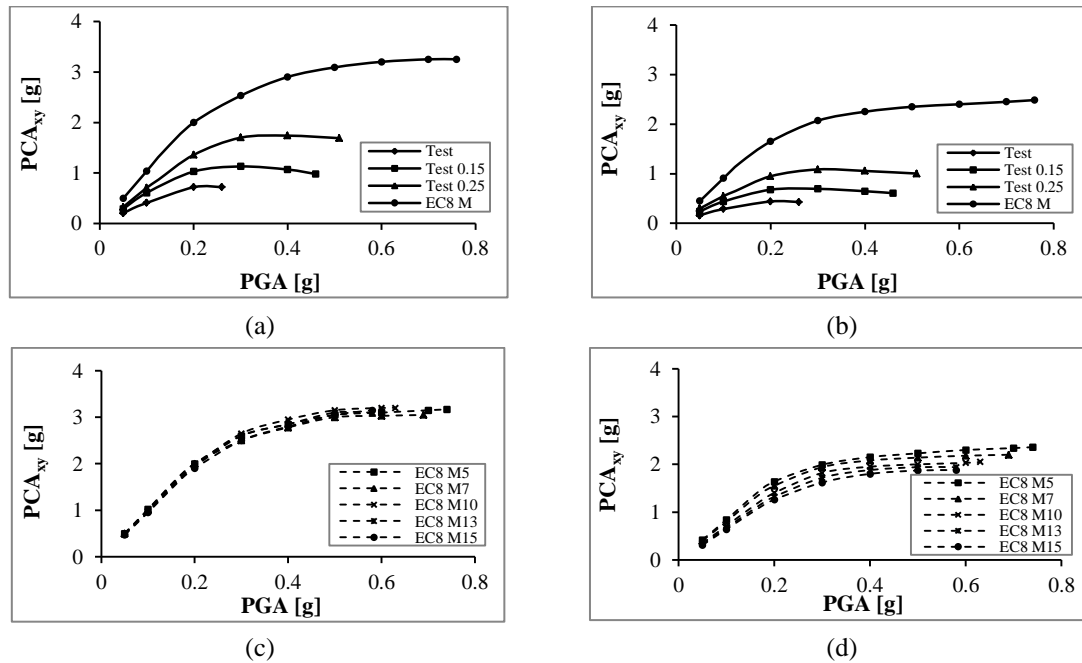 4
3
2
1
0
PCAxy [g]
0 0.2 0.4 0.6 0.8
PGA [g]
Test
Test 0.15
Test 0.25
EC8 M
(a)
4
3
2
1
0
PCAxy [g]
0 0.2 0.4 0.6 0.8
PGA [g]
Test
Test 0.15
Test 0.25
EC8 M
(b)
4
3
2
1
0
PCAxy [g]
0 0.2 0.4 0.6 0.8
PGA [g]
EC8 M5
EC8 M7
EC8 M10
EC8 M13
EC8 M15
(c)
4
3
2
1
0
PCAxy [g]
0 0.2 0.4 0.6 0.8
PGA [g]
EC8 M5
EC8 M7
EC8 M10
EC8 M13
EC8 M15
(d)